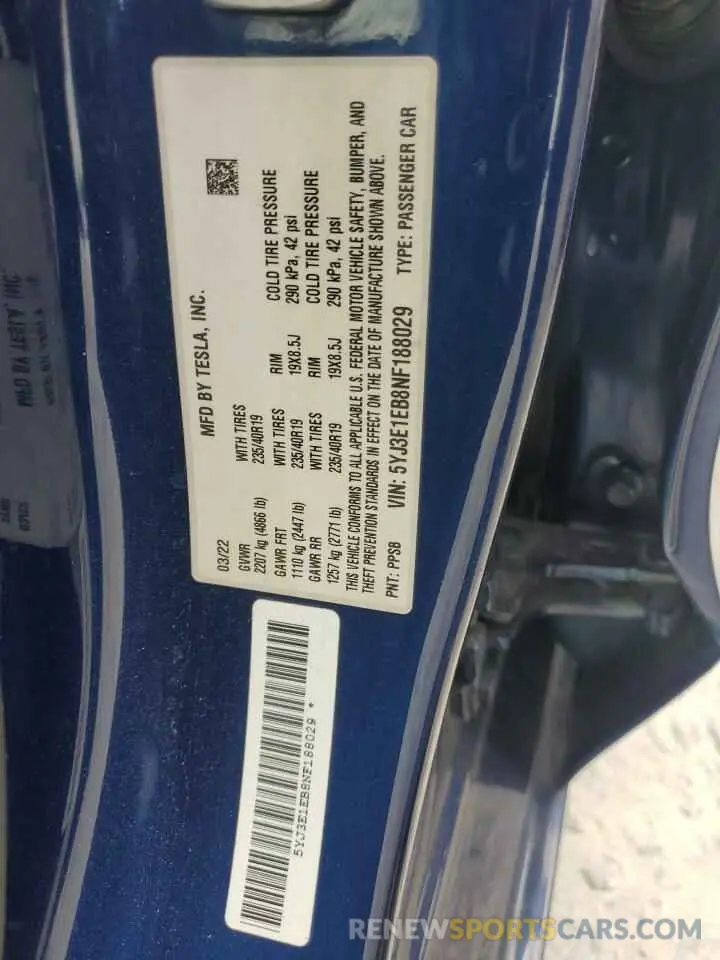 MFD BY TESLA, INC.
03/22
GVWR
2207 kg (4866 lb)
WITH TIRES
235/40R19
GAWR FRT WITH TIRES RIM COLD TIRE PRESSURE
1110 kg (2447 lb) 235/40R19 19X8.5J 290 kPa, 42 psi
GAWR RR WITH TIRES RIM COLD TIRE PRESSURE
1257 kg (2771 lb) 235/40R19 19X8.5J 290 kPa, 42 psi
THIS VEHICLE CONFORMS TO ALL APPLICABLE U.S. FEDERAL MOTOR VEHICLE SAFETY, BUMPER, AND
THEFT PREVENTION STANDARDS IN EFFECT ON THE DATE OF MANUFACTURE SHOWN ABOVE.
PNT: PPSB VIN: 5YJ3E1EB8NF188029 TYPE: PASSENGER CAR
5YJ3E1EB8NF188029 *
RENEWSPORTSCARS.COM